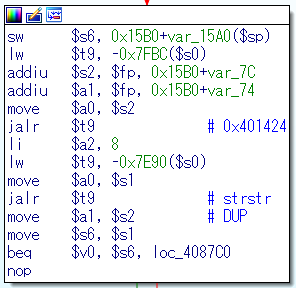 sw $s6, 0x15B0+var_15A0($sp)
lw $t9, -0x7FBC($s0)
addiu $s2, $fp, 0x15B0+var_7C
addiu $a1, $fp, 0x15B0+var_74
move $a0, $s2
jalr $t9 # 0x401424
li $a2, 8
lw $t9, -0x7E90($s0)
move $a0, $s1
jalr $t9 # strstr
move $a1, $s2 # DUP
move $s6, $s1
beq $v0, $s6, loc_4087C0
nop